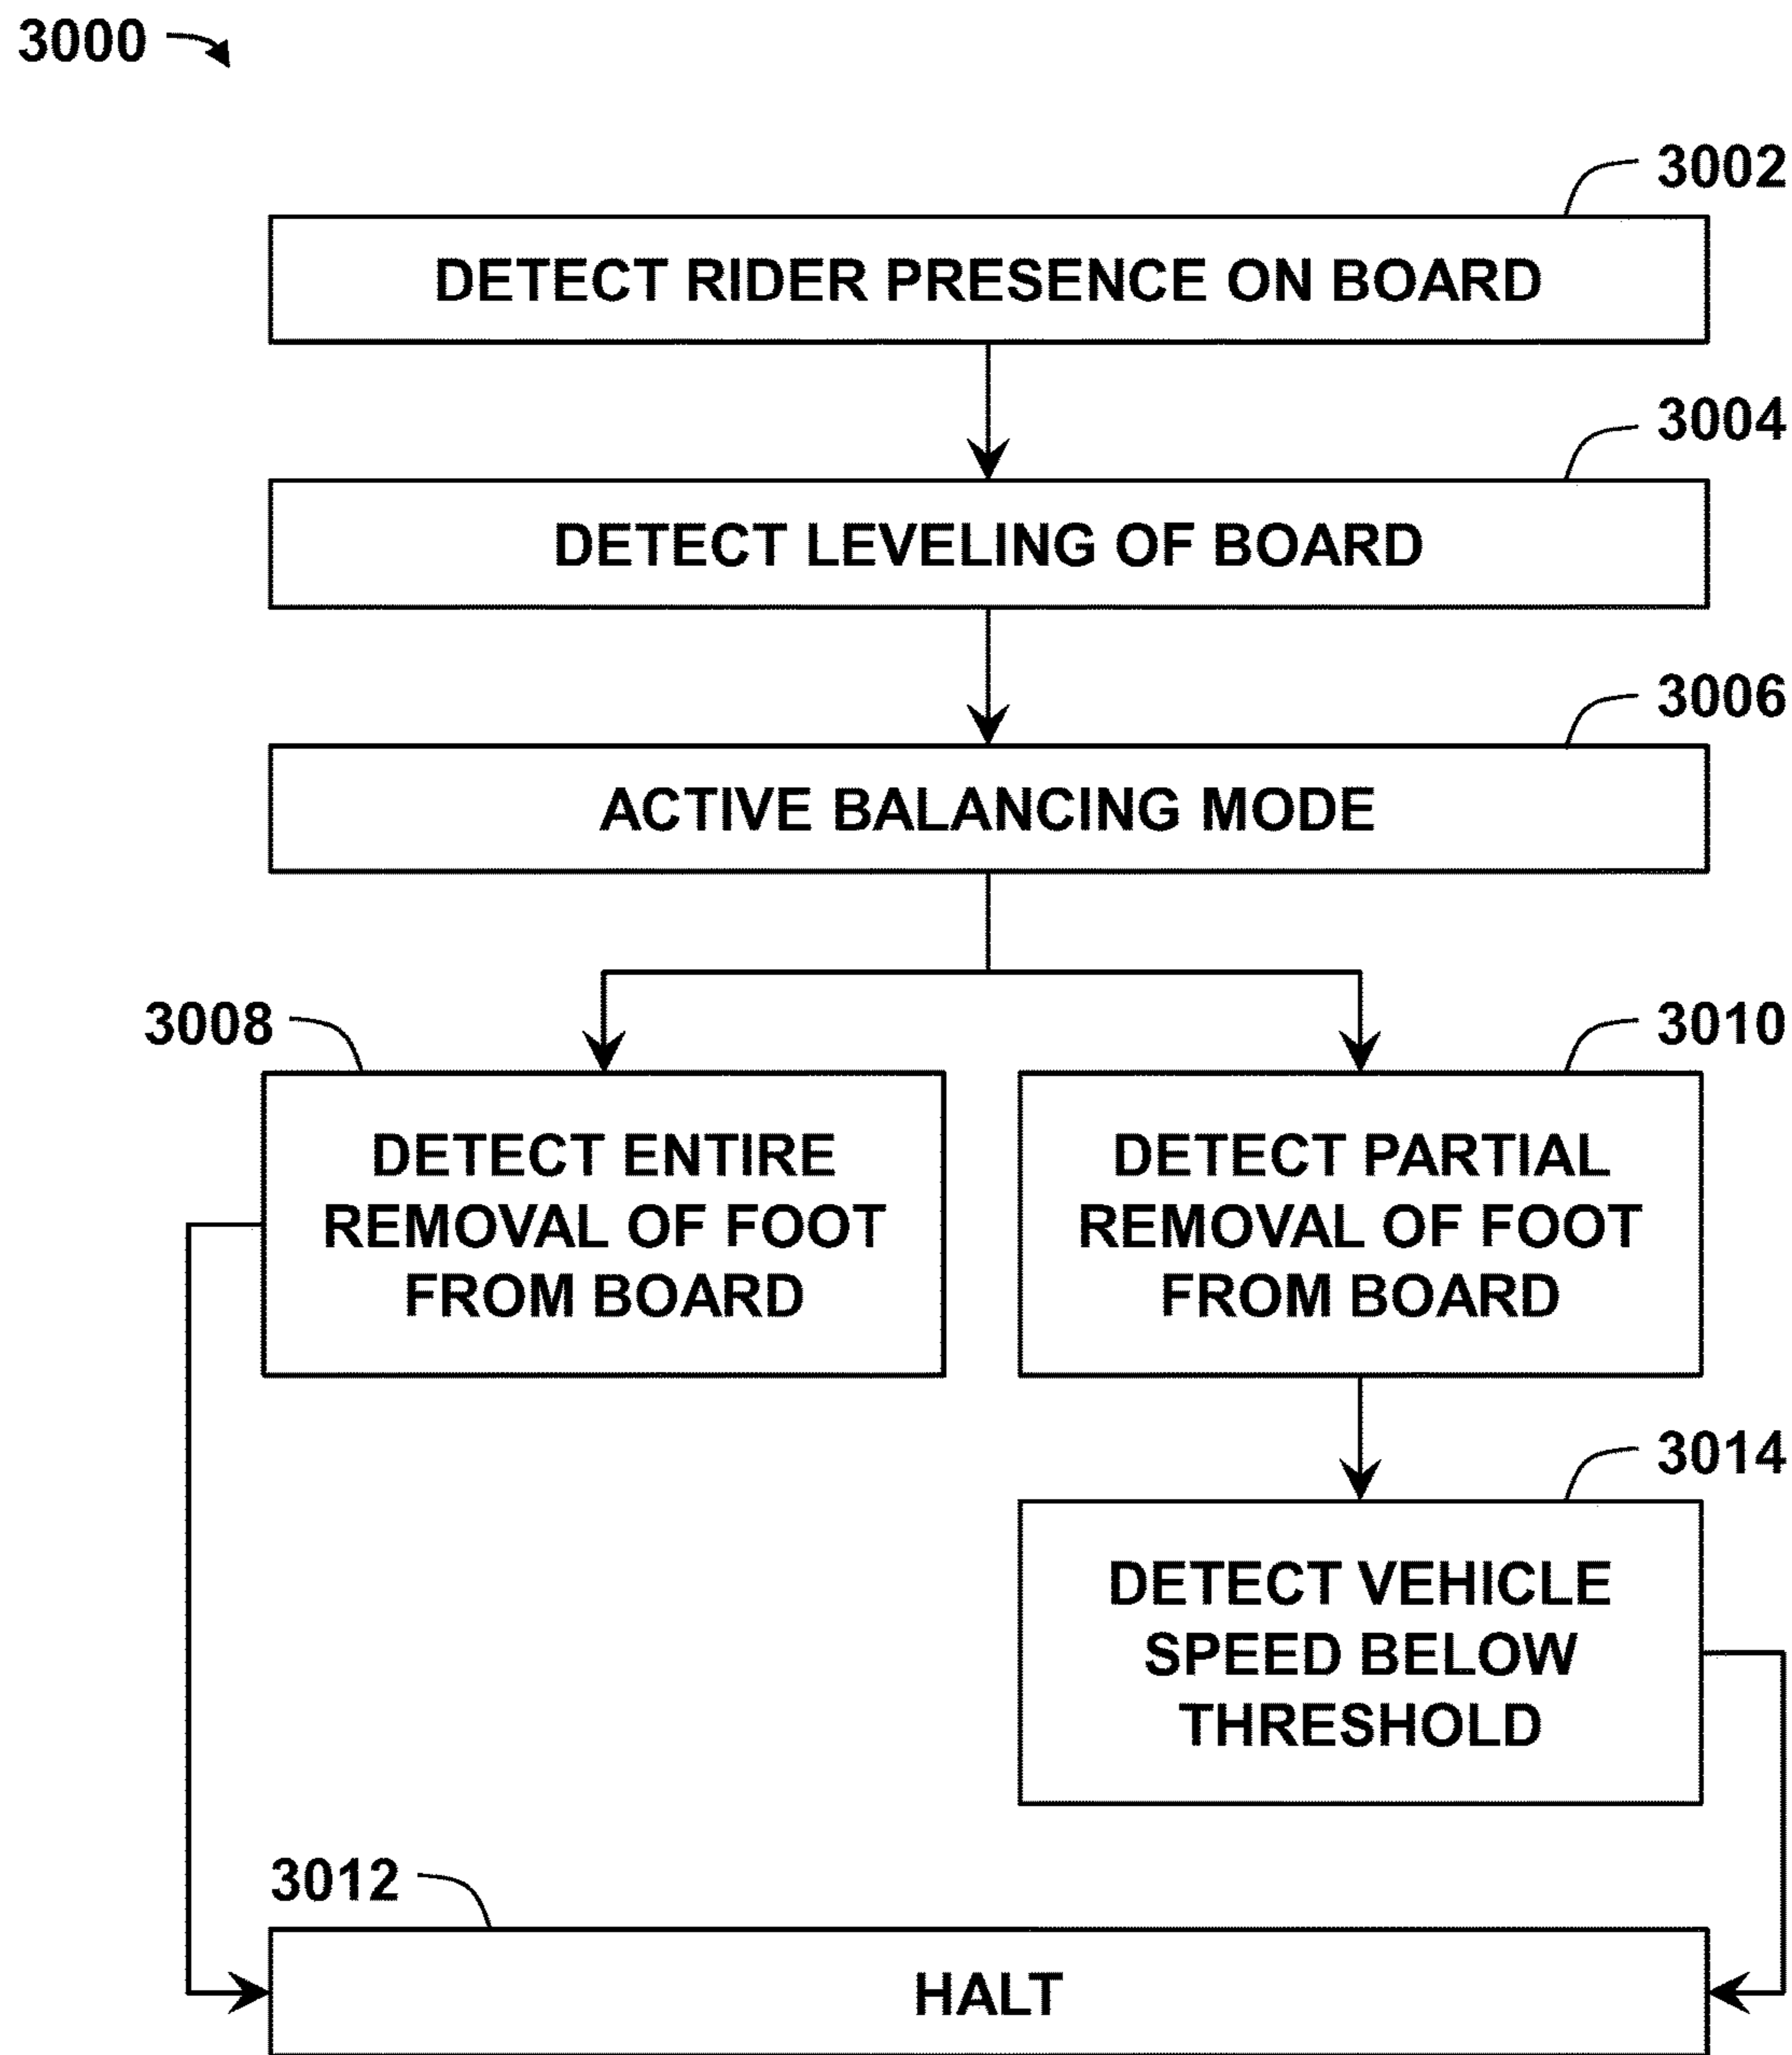 3000
3002
DETECT RIDER PRESENCE ON BOARD
3004
DETECT LEVELING OF BOARD
3006
ACTIVE BALANCING MODE
3008
DETECT ENTIRE
REMOVAL OF FOOT
FROM BOARD
3010
DETECT PARTIAL
REMOVAL OF FOOT
FROM BOARD
3014
DETECT VEHICLE
SPEED BELOW
THRESHOLD
3012
HALT